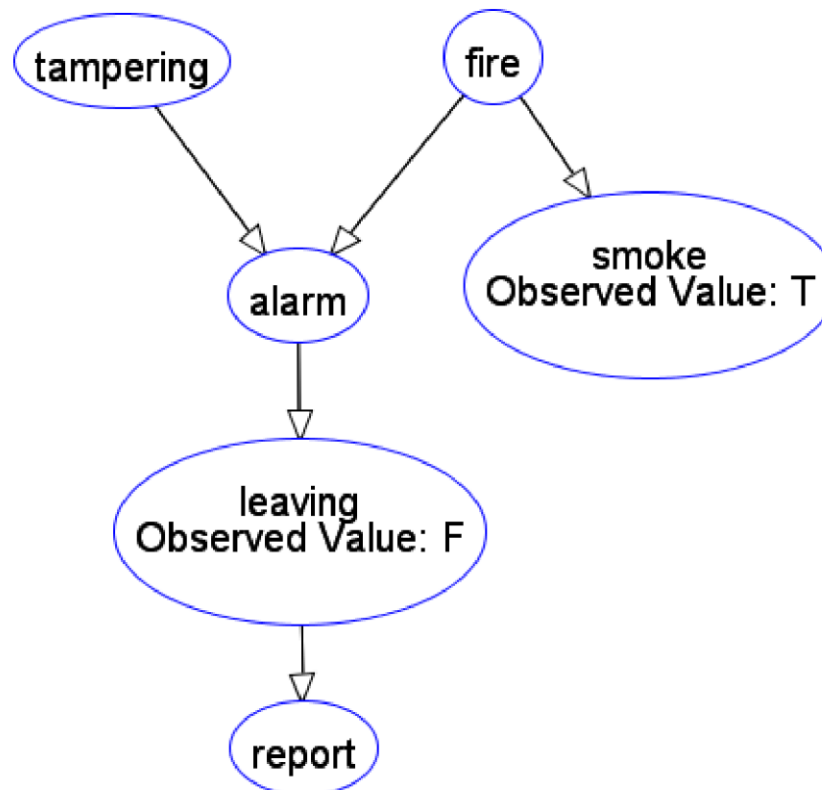 tampering
fire
smoke
Observed Value: T
alarm
leaving
Observed Value: F
report